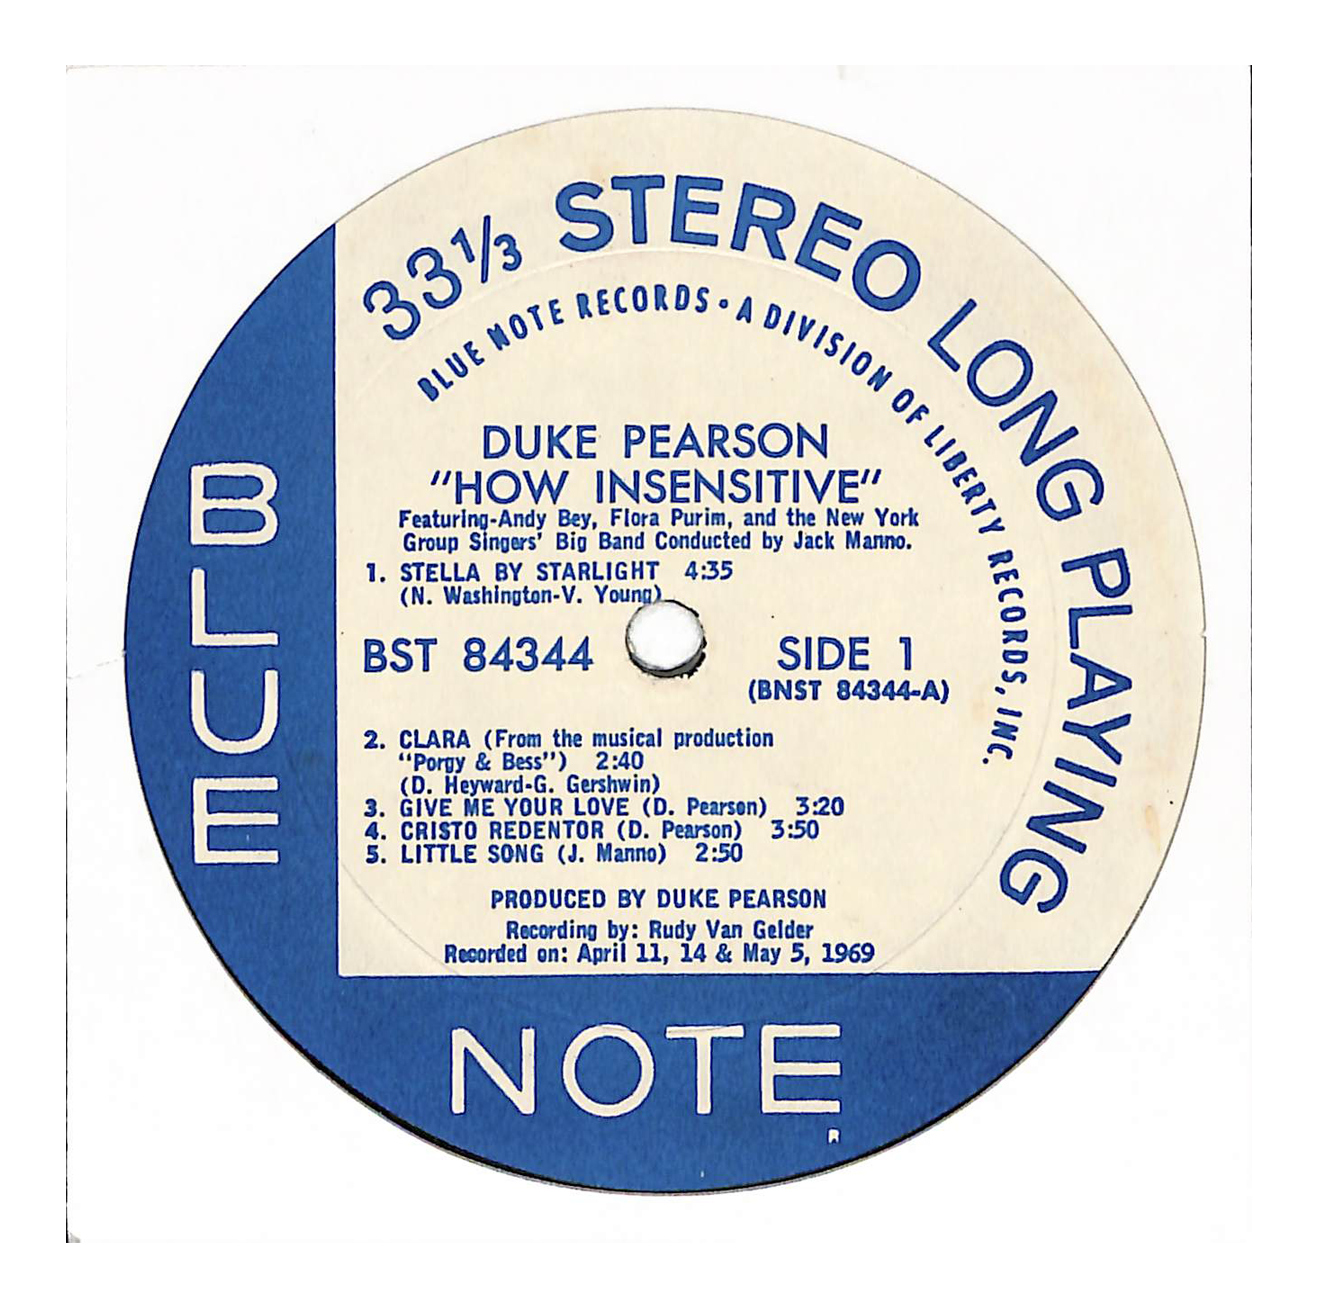 33⅓ STEREO LONG PLAYING
BLUE NOTE RECORDS • A DIVISION OF LIBERTY RECORDS, INC.
DUKE PEARSON
"HOW INSENSITIVE"
Featuring-Andy Bey, Flora Purim, and the New York
Group Singers' Big Band Conducted by Jack Manno.
1. STELLA BY STARLIGHT 4:35
(N. Washington-V. Young)
BST 84344 SIDE 1
(BNST 84344-A)
2. CLARA (From the musical production
"Porgy & Bess") 2:40
(D. Heyward-G. Gershwin)
3. GIVE ME YOUR LOVE (D. Pearson) 3:20
4. CRISTO REDENTOR (D. Pearson) 3:50
5. LITTLE SONG (J. Manno) 2:50
PRODUCED BY DUKE PEARSON
Recording by: Rudy Van Gelder
Recorded on: April 11, 14 & May 5, 1969
BLUE
NOTE
R